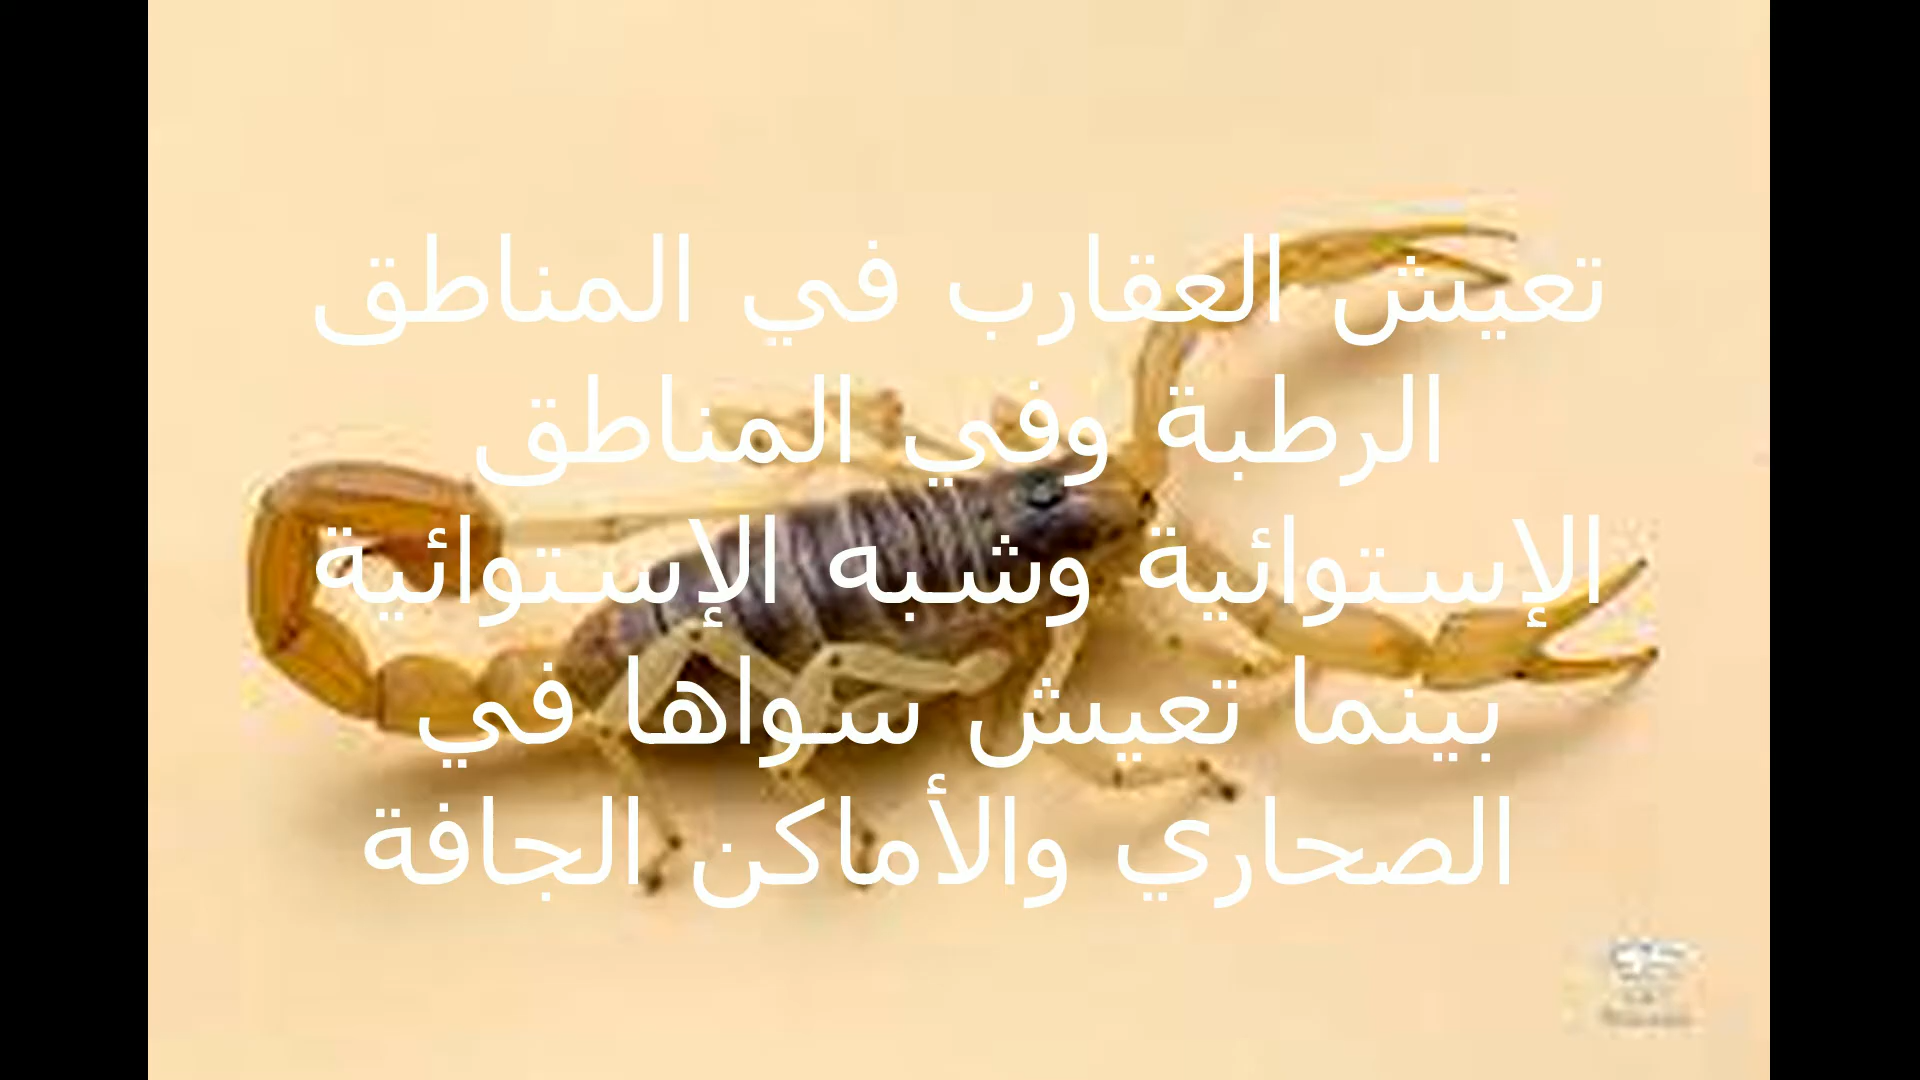 تعيش العقارب في المناطق
الرطبة وفي المناطق
الإستوائية وشبه الإستوائية
بينما تعيش سواها في
الصحاري والأماكن الجافة